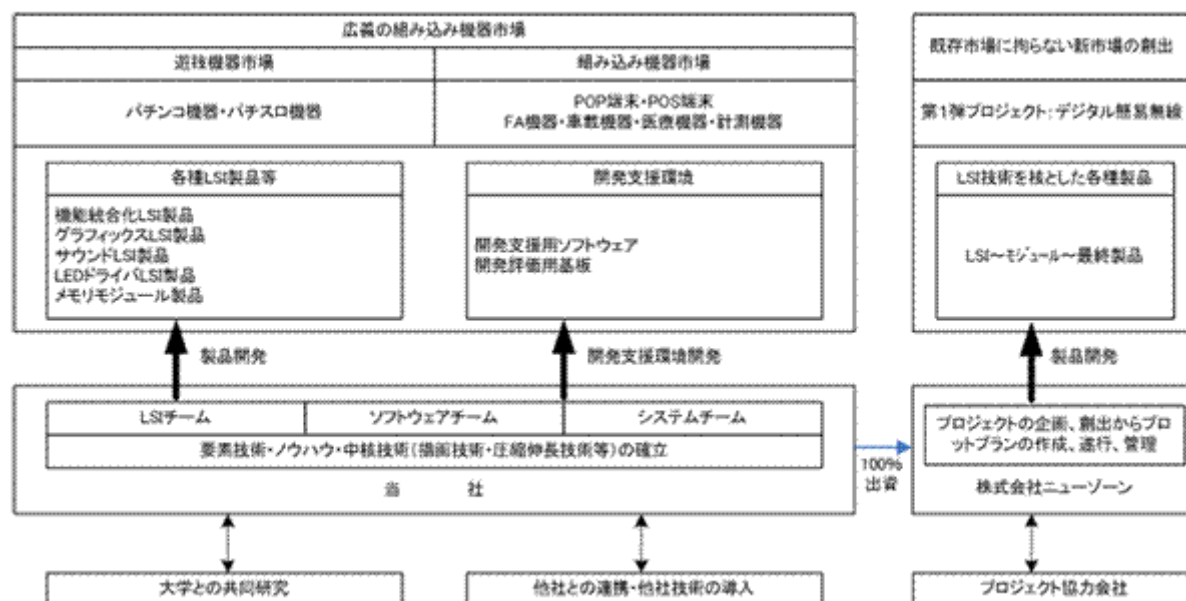 広義の組み込み機器市場
遊技機器市場
組み込み機器市場
パチンコ機器・パチスロ機器
POP端末・POS端末
FA機器・車載機器・医療機器・計測機器
各種LSI製品等
機能統合化LSI製品
グラフィックスLSI製品
サウンドLSI製品
LEDドライバLSI製品
メモリモジュール製品
開発支援環境
開発支援用ソフトウェア
開発評価用基板
製品開発
開発支援環境開発
LSIチーム
ソフトウェアチーム
システムチーム
要素技術・ノウハウ・中核技術(描画技術・圧縮伸長技術等)の確立
当 社
大学との共同研究
他社との連携・他社技術の導入
100%
出資
既存市場に拘らない新市場の創出
第1弾プロジェクト:デジタル簡易無線
LSI技術を核とした各種製品
LSI~モジュール~最終製品
製品開発
プロジェクトの企画、創出からプロ
ットプランの作成、遂行、管理
株式会社ニューゾーン
プロジェクト協力会社